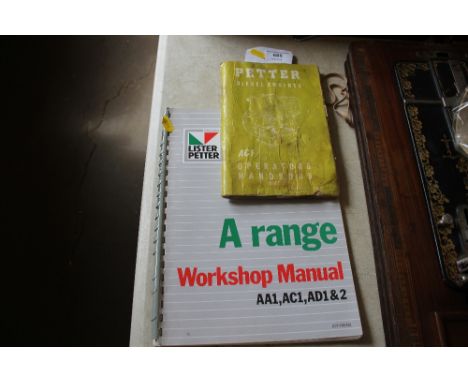 PETTER
DIESEL ENGINES
AC1
OPERATORS
HANDBOOK
LISTER
PETTER
A range
Workshop Manual
AA1,AC1,AD1&2